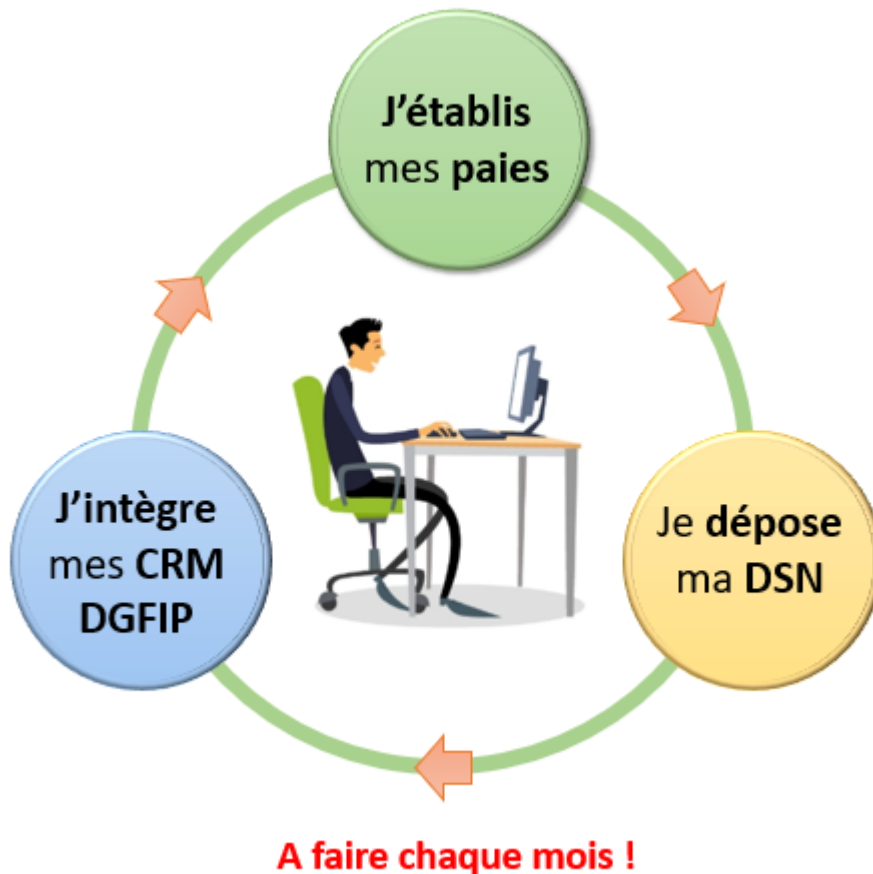 J’établis
mes paies
Je dépose
ma DSN
J’intègre
mes CRM
DGFIP
A faire chaque mois !